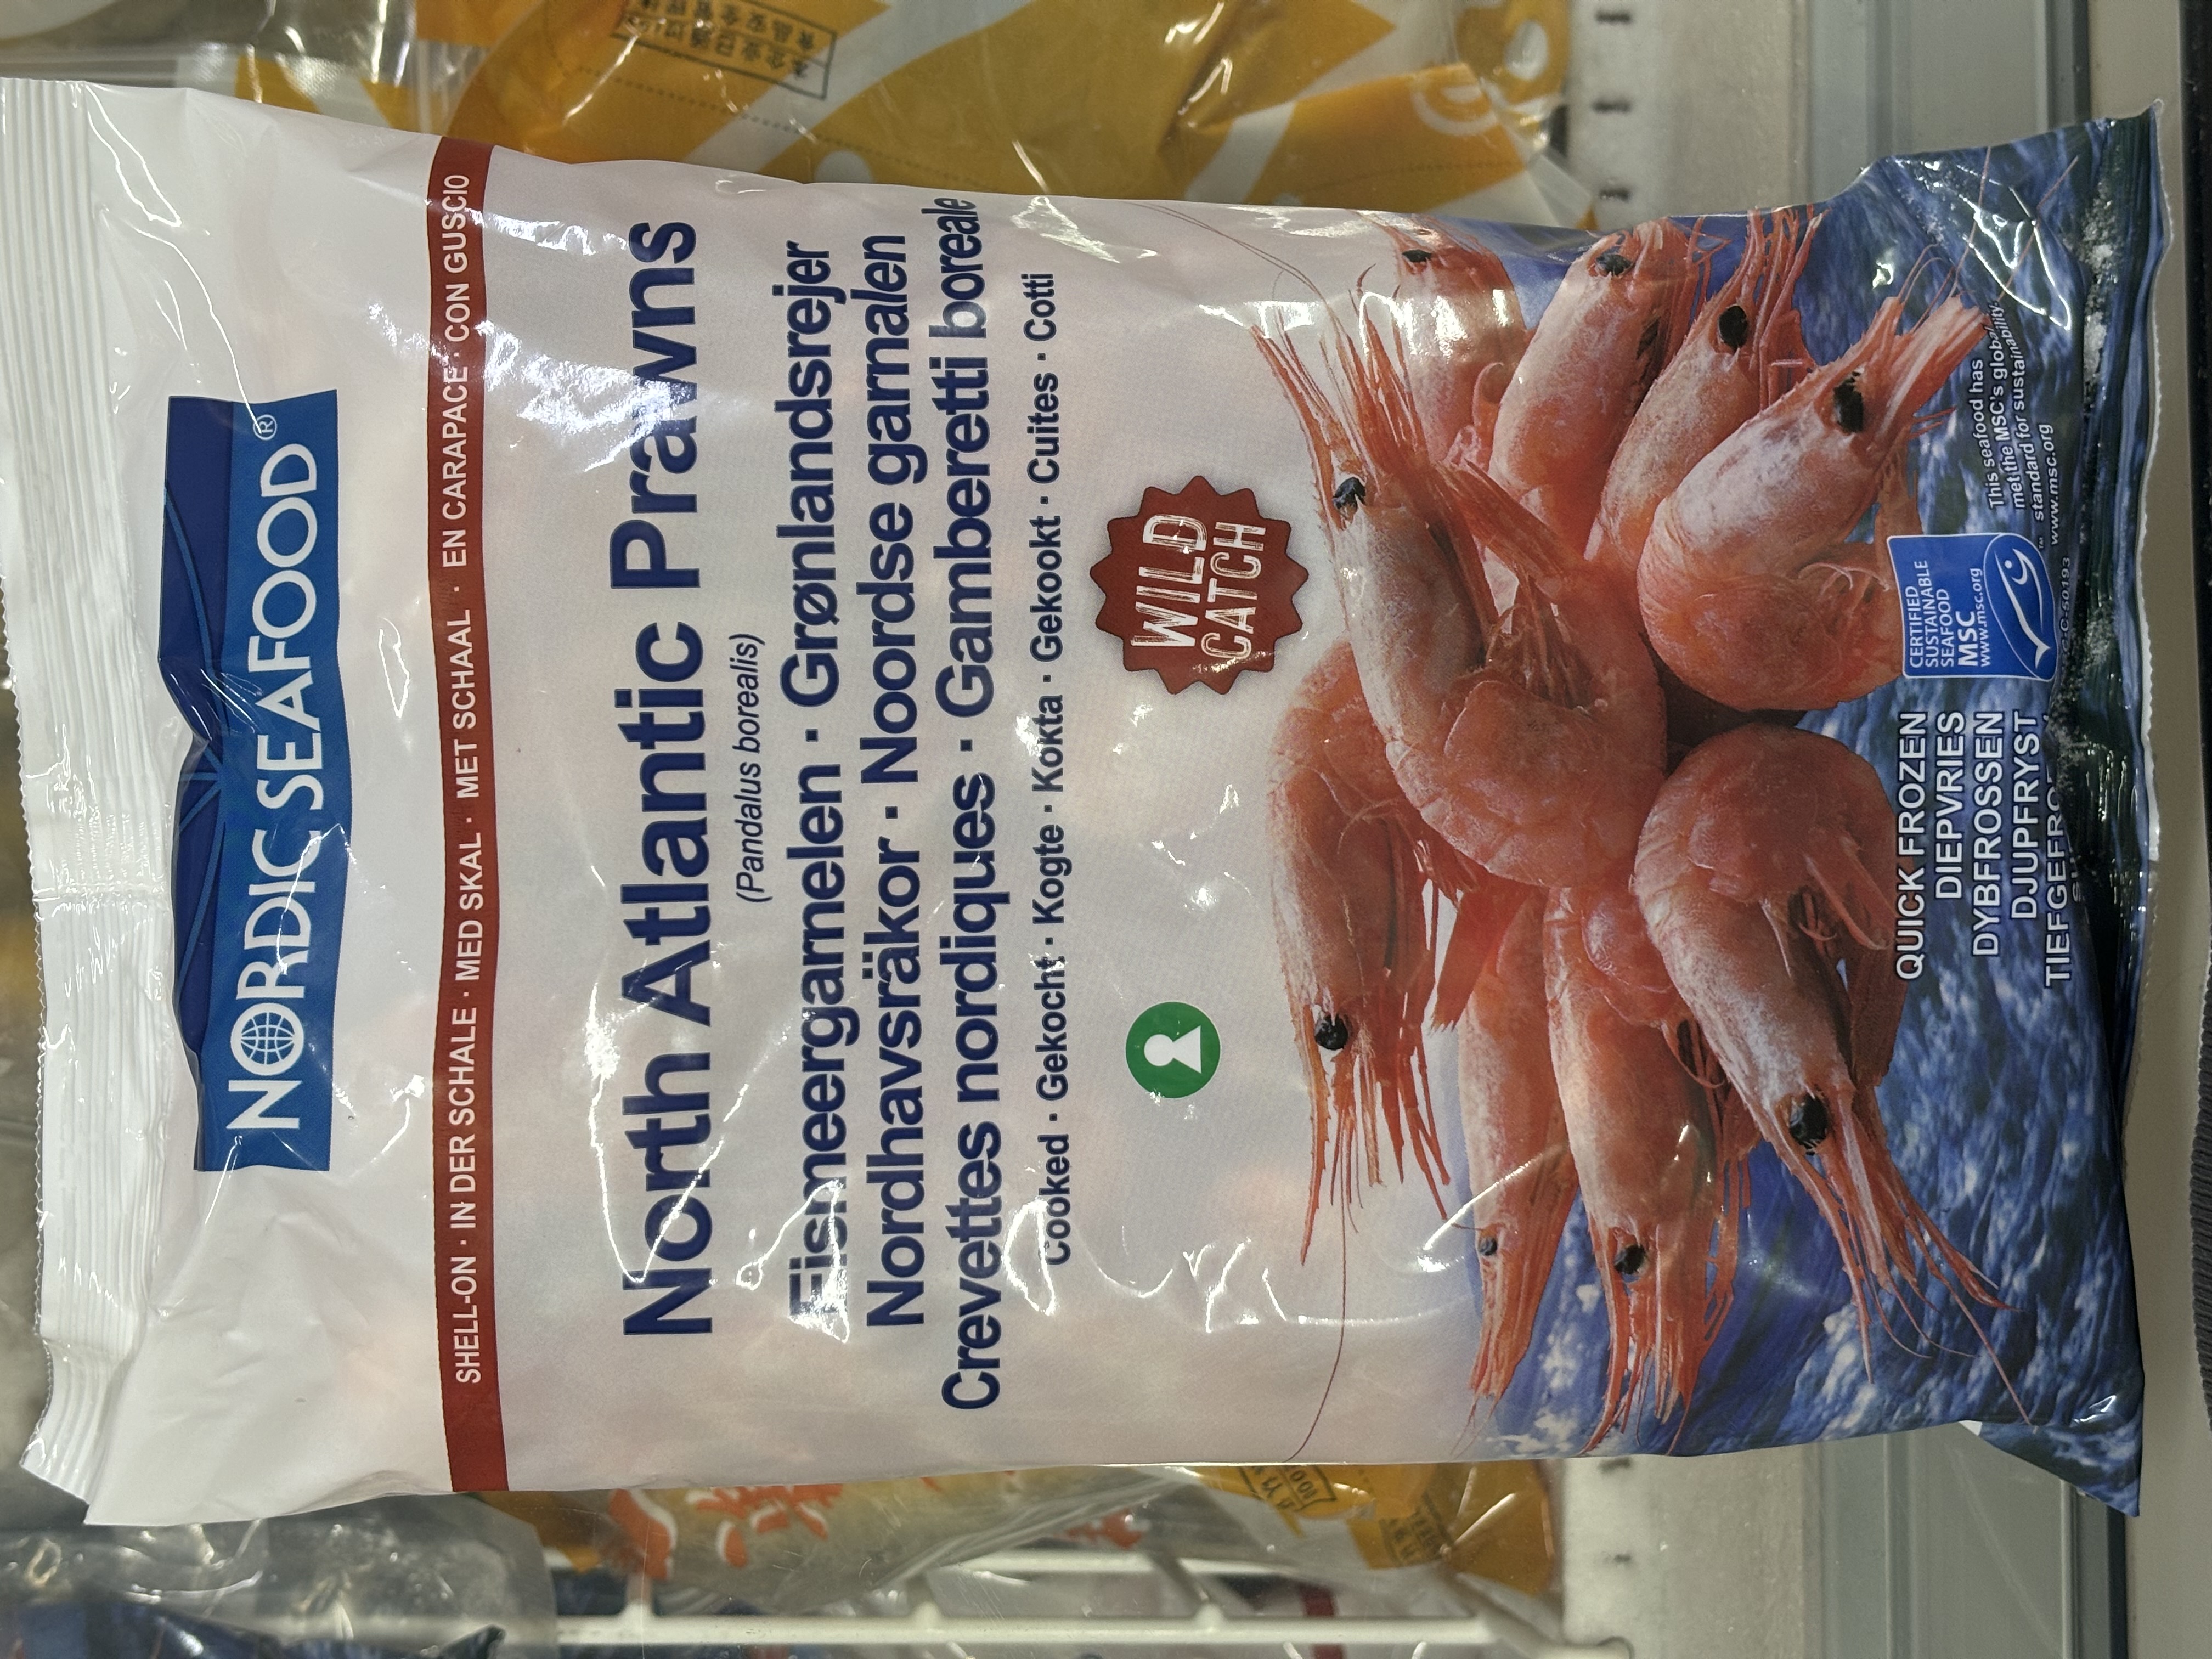 NORDIC SEAFOOD®
SHELL-ON · IN DER SCHALE · MED SKAL · MET SCHAAL · EN CARAPACE · CON GUSCIO
North Atlantic Prawns
(Pandalus borealis)
Eismeergarnelen · Grønlandsrejer
Nordhavsräkor · Noordse garnalen
Crevettes nordiques · Gamberetti boreale
Cooked · Gekocht · Kogte · Kokta · Gekookt · Cuites · Cotti
WILD
CATCH
QUICK FROZEN
DIEPVRIES
DYBFROSSEN
DJUPFRYST
CERTIFIED
SUSTAINABLE
SEAFOOD
MSC
www.msc.org
™
This seafood has
met the MSC's global
standard for sustainability.
www.msc.org
C-50193